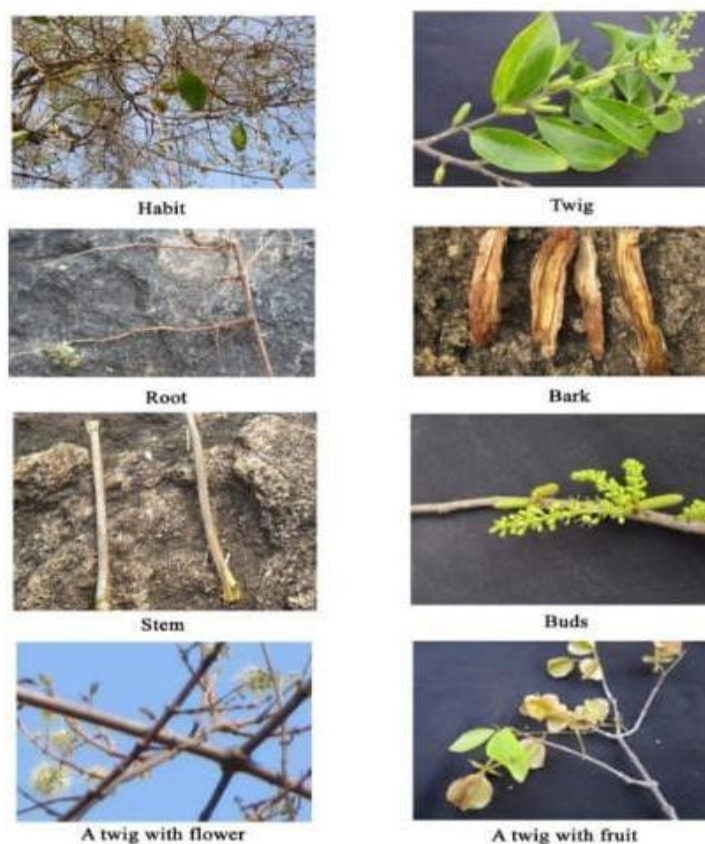 Habit
Twig
Root
Bark
Stem
Buds
A twig with flower
A twig with fruit